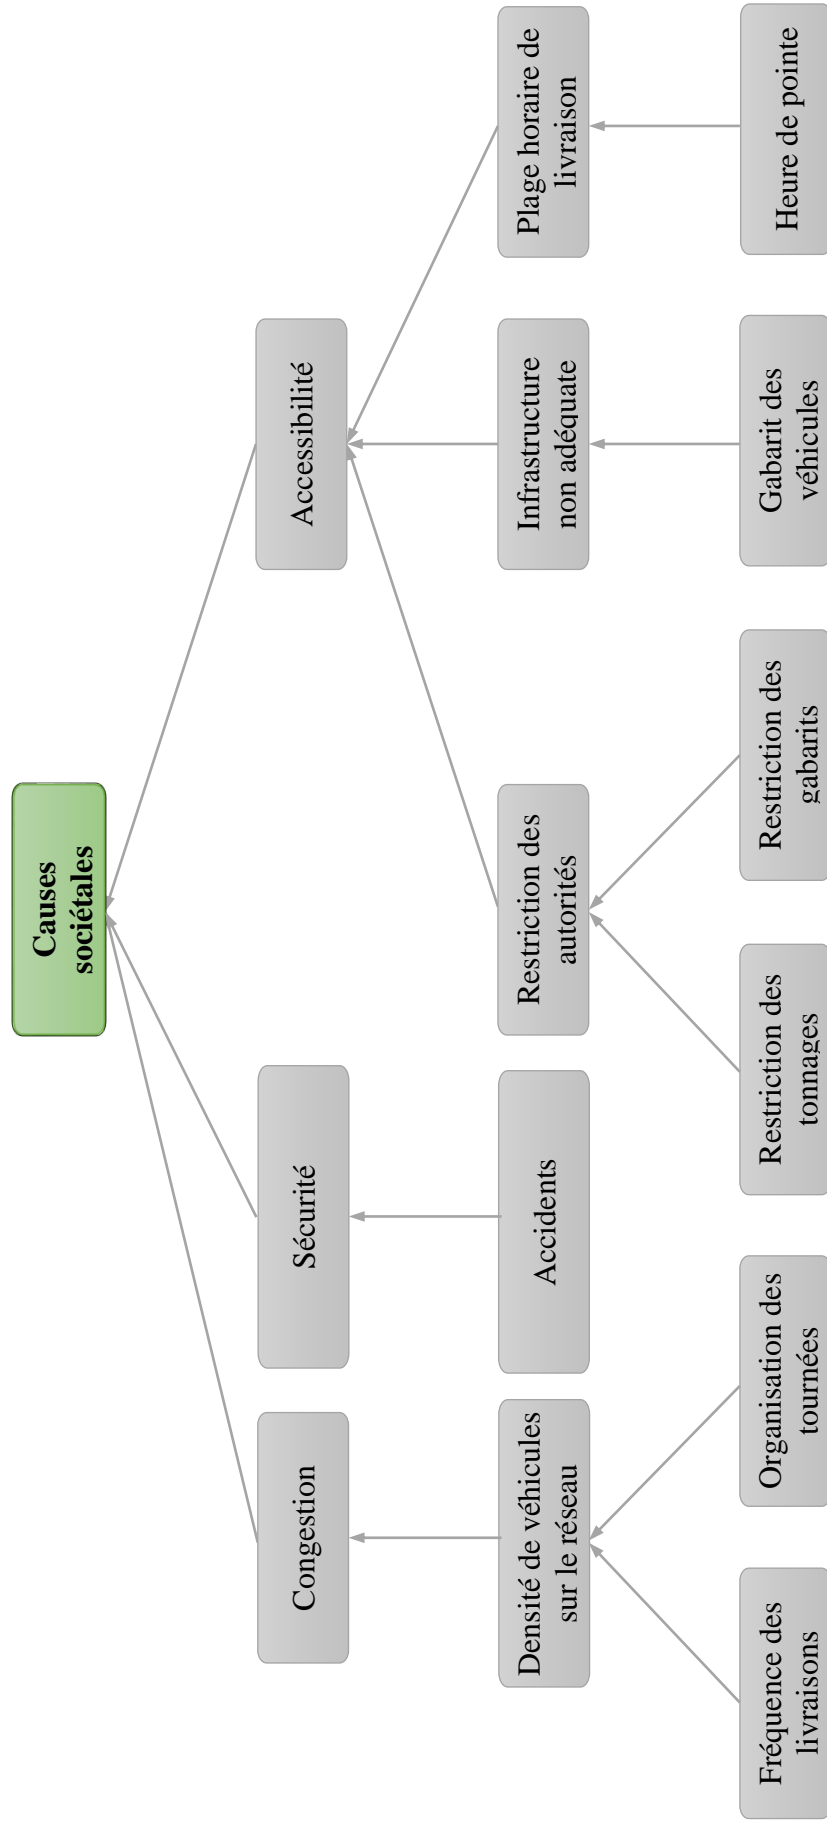 Causes
sociétales
Congestion
Sécurité
Accessibilité
Densité de véhicules
sur le réseau
Accidents
Restriction des
autorités
Infrastructure
non adéquate
Plage horaire de
livraison
Fréquence des
livraisons
Organisation des
tournées
Restriction des
tonnages
Restriction des
gabarits
Gabarit des
véhicules
Heure de pointe